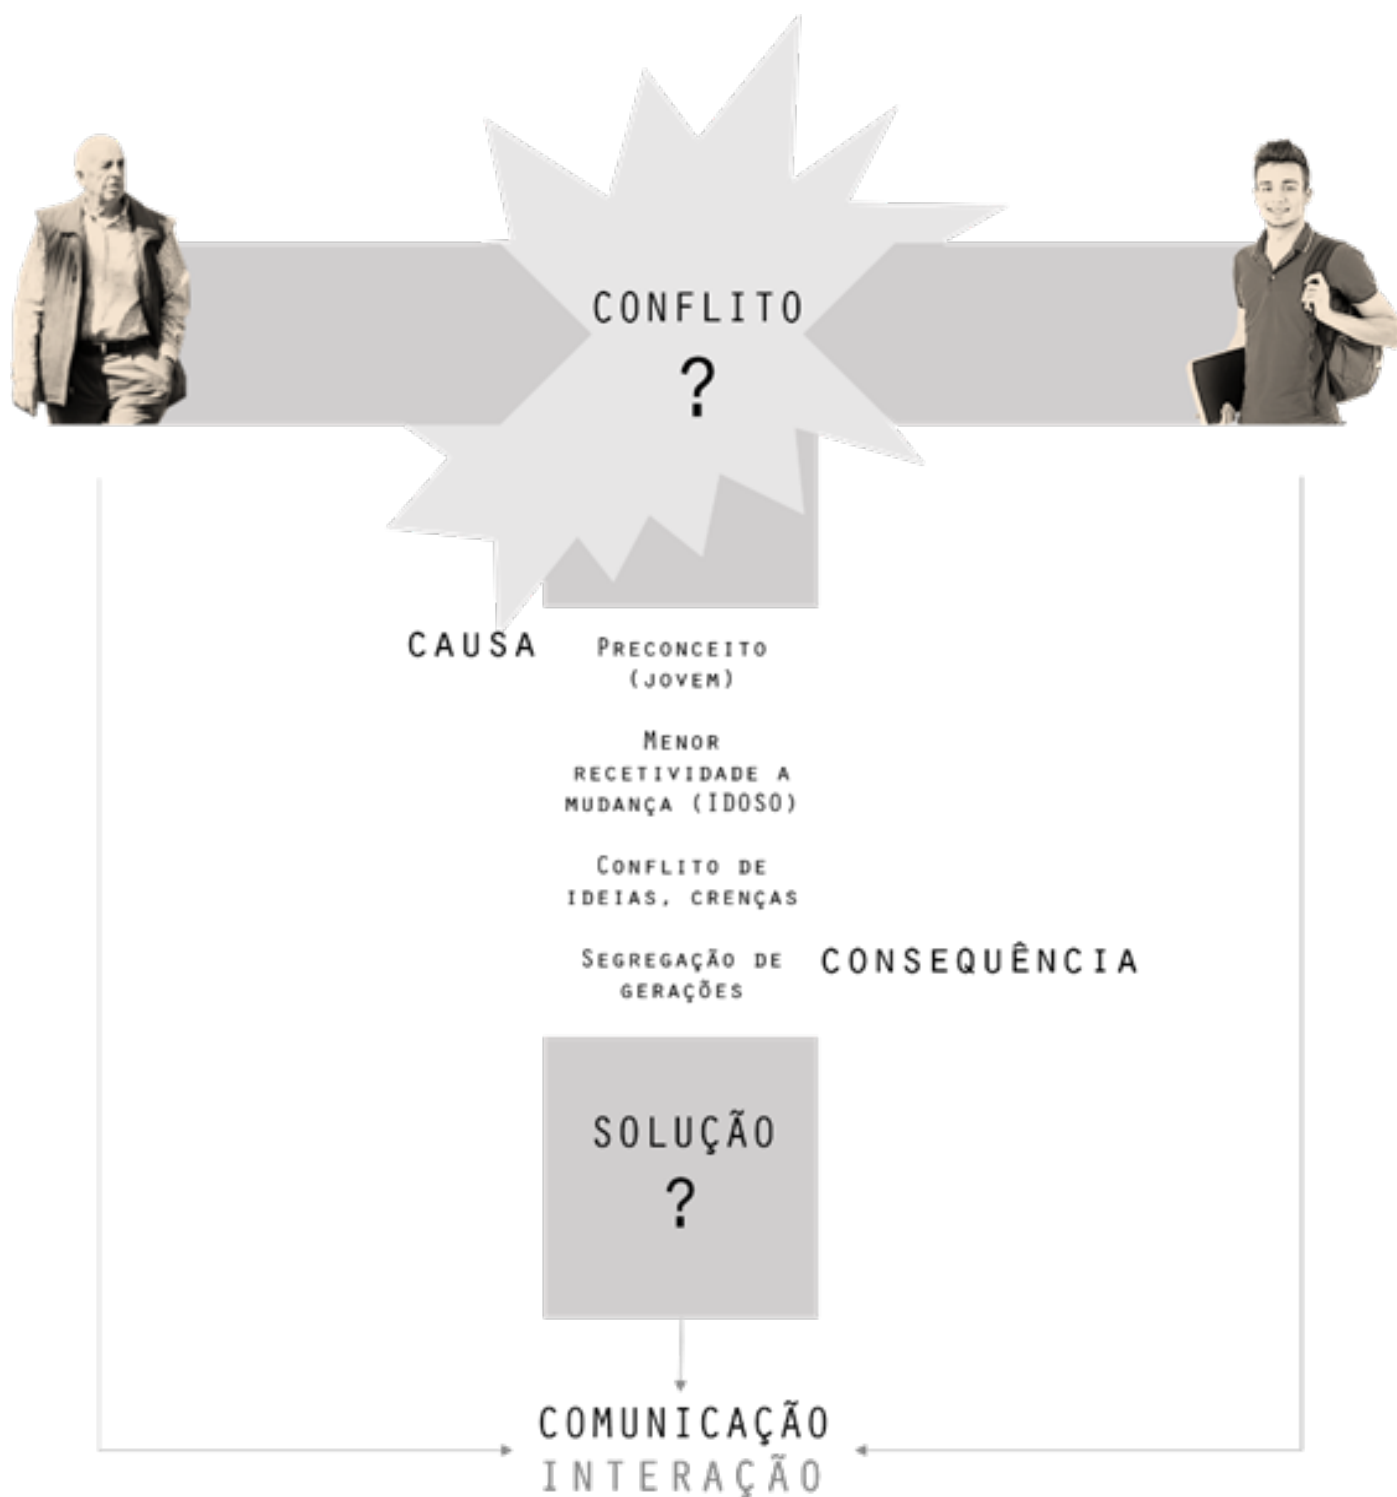 CONFLITO
?
CAUSA
PRECONCEITO
(JOVEM)
MENOR
RECETIVIDADE A
MUDANÇA (IDOSO)
CONFLITO DE
IDEIAS, CRENÇAS
SEGREGAÇÃO DE
GERAÇÕES
CONSEQUÊNCIA
SOLUÇÃO
?
COMUNICAÇÃO
INTERAÇÃO